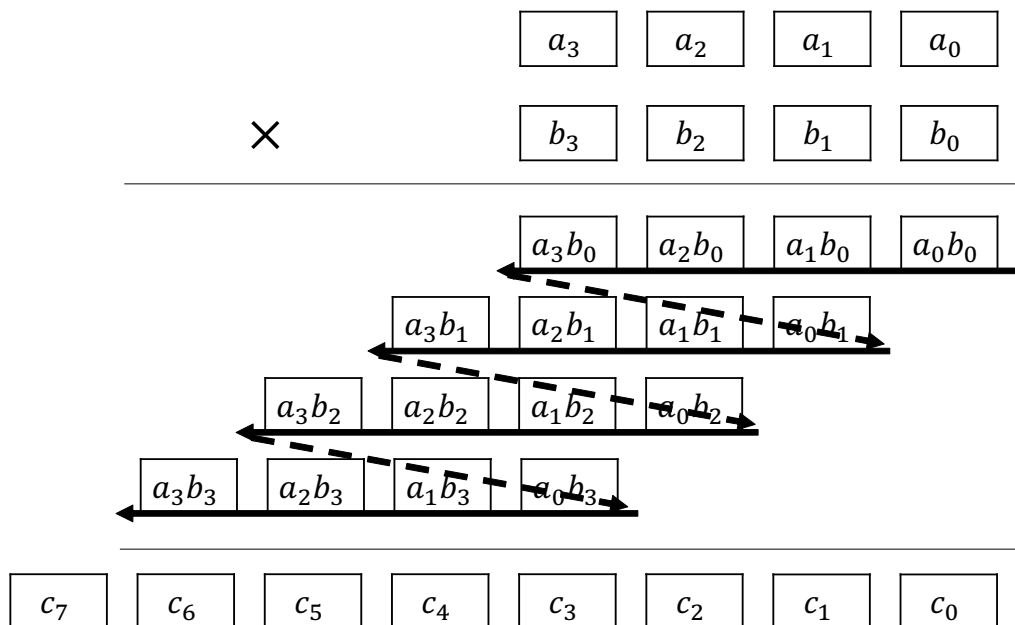 a₃ a₂ a₁ a₀
× b₃ b₂ b₁ b₀
a₃b₀ a₂b₀ a₁b₀ a₀b₀
a₃b₁ a₂b₁ a₁b₁ a₀b₁
a₃b₂ a₂b₂ a₁b₂ a₀b₂
a₃b₃ a₂b₃ a₁b₃ a₀b₃
c₇ c₆ c₅ c₄ c₃ c₂ c₁ c₀